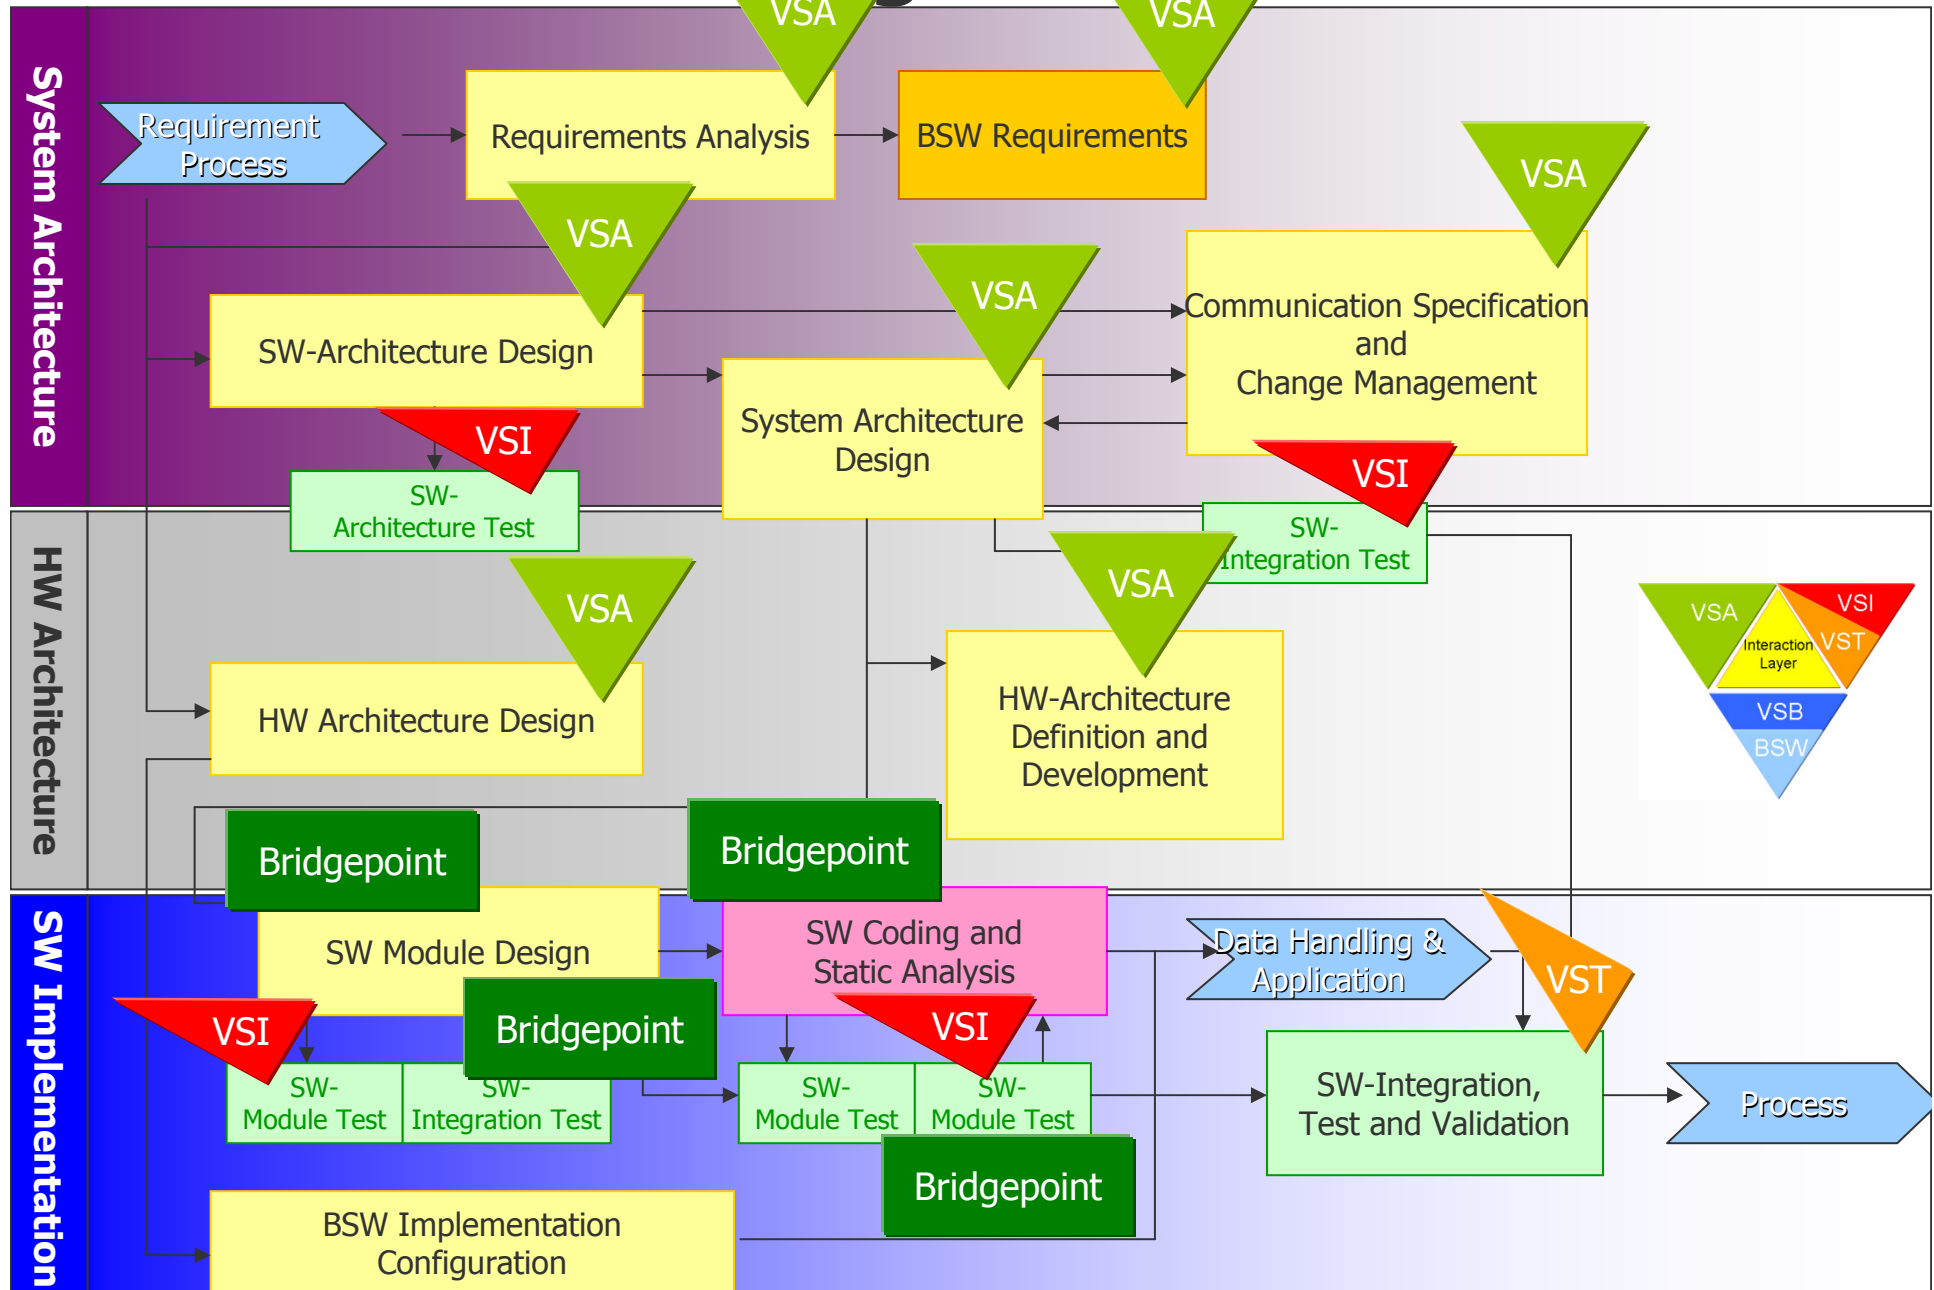 VSA
VSA
System Architecture
Requirement
Process
Requirements Analysis
BSW Requirements
VSA
VSA
VSA
SW-Architecture Design
Communication Specification
and
Change Management
System Architecture
Design
VSI
VSI
SW-
Architecture Test
SW-
Integration Test
HW Architecture
VSA
VSA
VSA
VSI
VST
Interaction
Layer
VSB
BSW
HW Architecture Design
HW-Architecture
Definition and
Development
Bridgepoint
Bridgepoint
SW Implementation
SW Module Design
SW Coding and
Static Analysis
Data Handling &
Application
VST
VSI
Bridgepoint
VSI
SW-
Module Test
SW-
Integration Test
SW-
Module Test
SW-
Module Test
SW-Integration,
Test and Validation
Process
Bridgepoint
BSW Implementation
Configuration